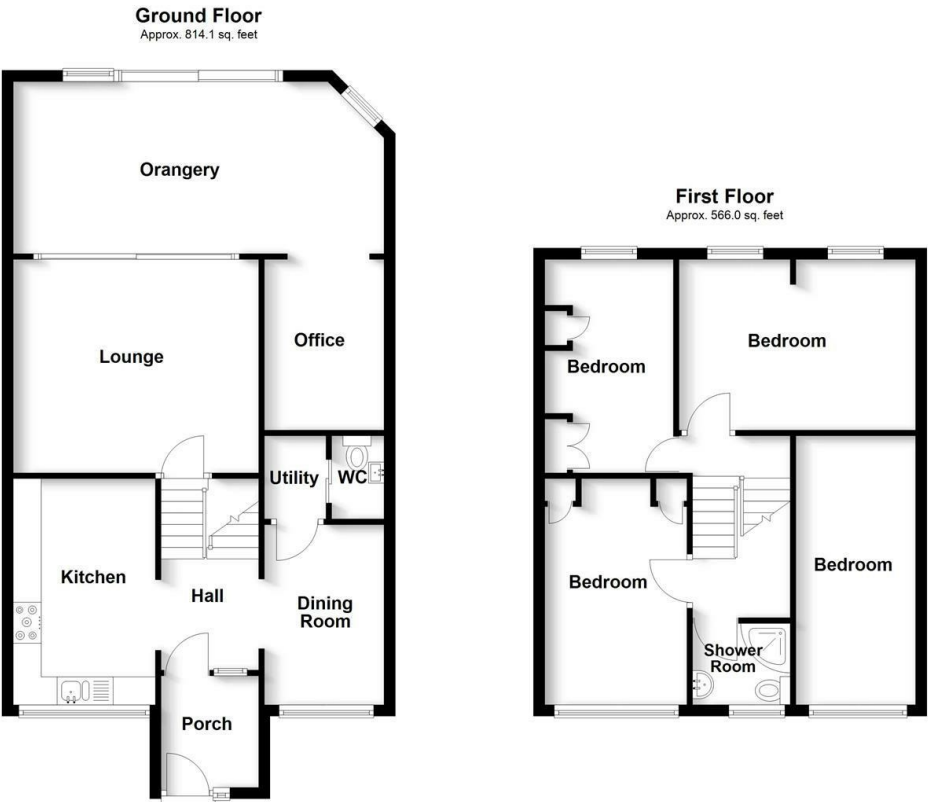 Ground Floor
Approx. 814.1 sq. feet
Orangery
Lounge
Office
Utility
WC
Kitchen
Hall
Dining
Room
Porch
First Floor
Approx. 566.0 sq. feet
Bedroom
Bedroom
Bedroom
Bedroom
Shower
Room